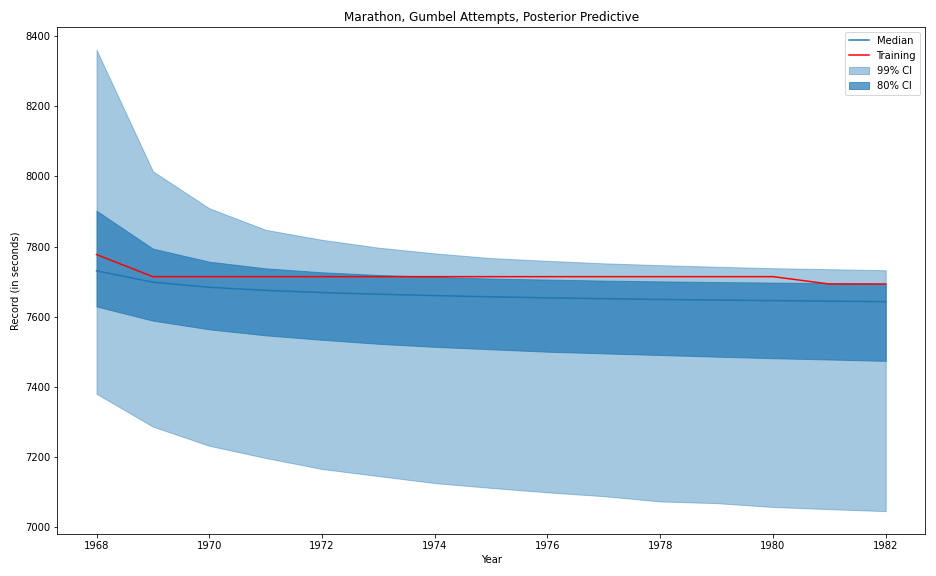 Marathon, Gumbel Attempts, Posterior Predictive
Median
Training
99% CI
80% CI
Record (in seconds)
8400
8200
8000
7800
7600
7400
7200
7000
1968
1970
1972
1974
1976
1978
1980
1982
Year